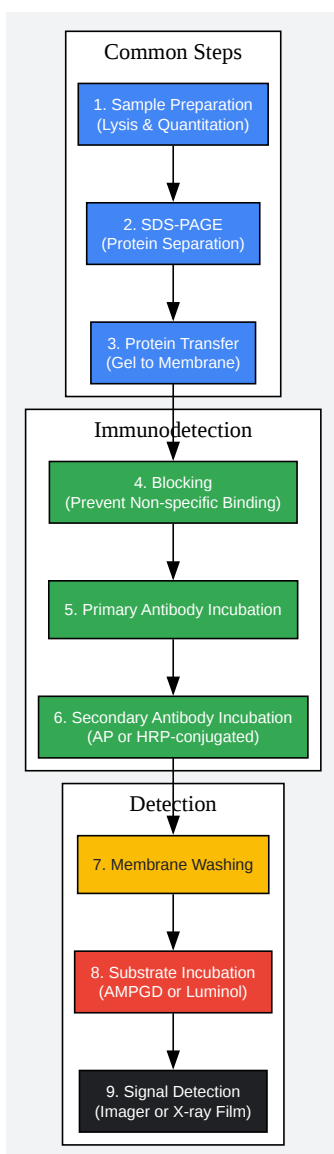 Common Steps
1. Sample Preparation
(Lysis & Quantitation)
2. SDS-PAGE
(Protein Separation)
3. Protein Transfer
(Gel to Membrane)
Immunodetection
4. Blocking
(Prevent Non-specific Binding)
5. Primary Antibody Incubation
6. Secondary Antibody Incubation
(AP or HRP-conjugated)
Detection
7. Membrane Washing
8. Substrate Incubation
(AMPGD or Luminol)
9. Signal Detection
(Imager or X-ray Film)